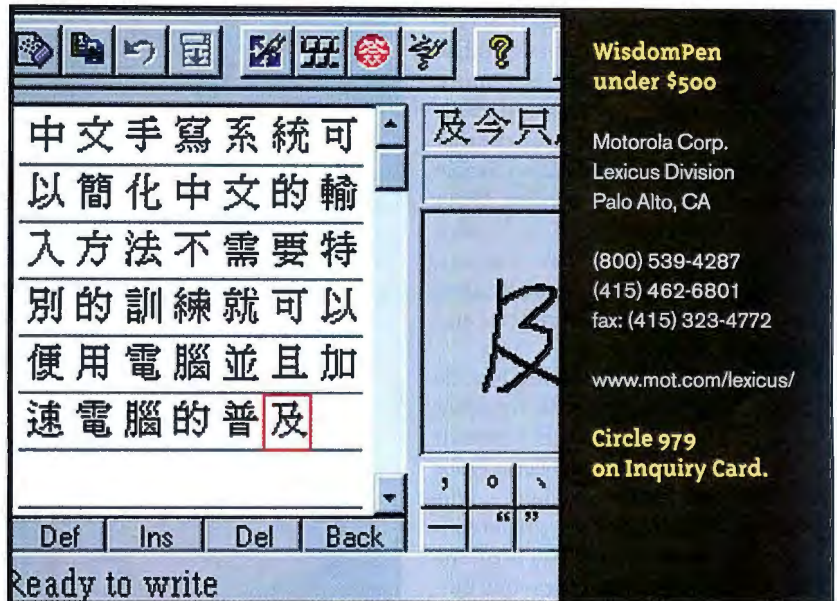 中文手寫系統可
以簡化中文的輸
入方法不需要特
別的訓練就可以
便用電腦並且加
速電腦的普及
Def Ins Del Back
Ready to write
及今只
及
, 。 、
— “ ”
WisdomPen
under $500
Motorola Corp.
Lexicus Division
Palo Alto, CA
(800) 539-4287
(415) 462-6801
fax: (415) 323-4772
www.mot.com/lexicus/
Circle 979
on Inquiry Card.